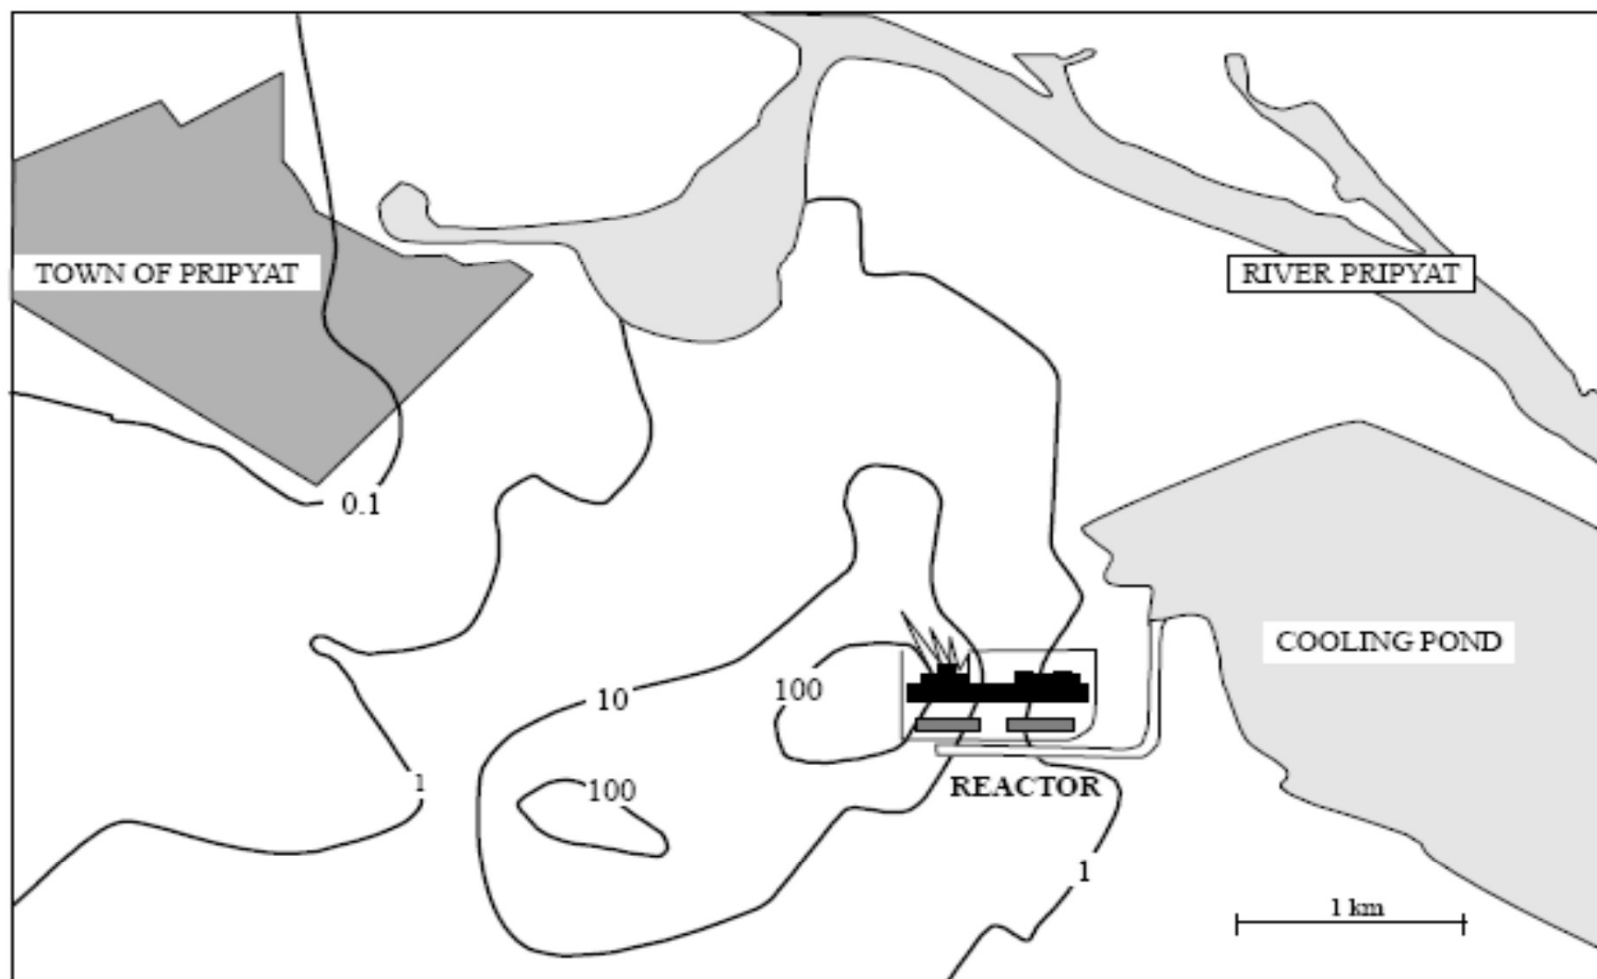 TOWN OF PRIPYAT
RIVER PRIPYAT
0.1
COOLING POND
10
100
1
100
REACTOR
1
1 km